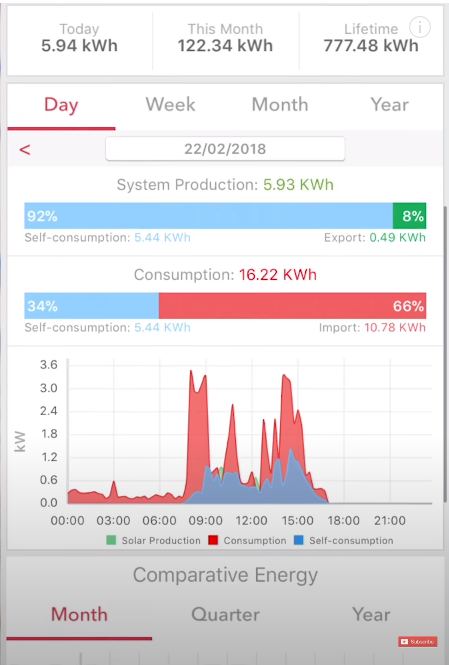 Today This Month Lifetime i
5.94 kWh 122.34 kWh 777.48 kWh
Day Week Month Year
< 22/02/2018
System Production: 5.93 KWh
92% 8%
Self-consumption: 5.44 KWh Export: 0.49 KWh
Consumption: 16.22 KWh
34% 66%
Self-consumption: 5.44 KWh Import: 10.78 KWh
3.6
3.0
2.4
1.8
1.2
0.6
0.0
kW
00:00 03:00 06:00 09:00 12:00 15:00 18:00 21:00
Solar Production Consumption Self-consumption
Comparative Energy
Month Quarter Year
Subscribe